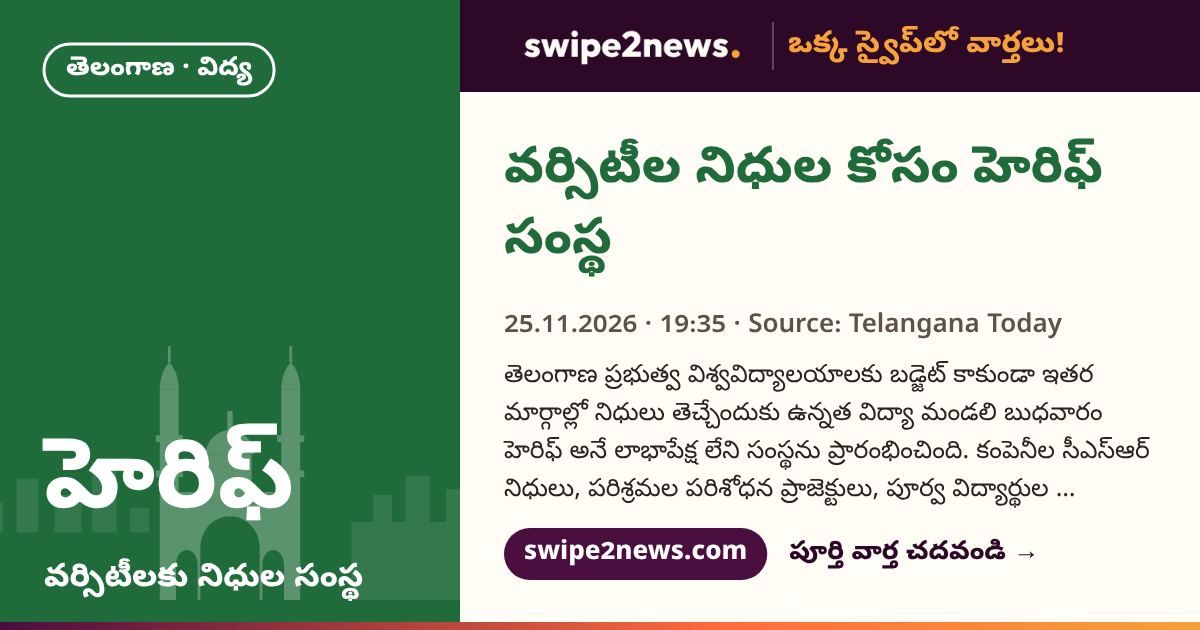 తెలంగాణ · విద్య
హెరిఫ్
వర్సిటీలకు నిధుల సంస్థ
swipe2news.
ఒక్క స్వైప్‌లో వార్తలు!
వర్సిటీల నిధుల కోసం హెరిఫ్
సంస్థ
25.11.2026 · 19:35 · Source: Telangana Today
తెలంగాణ ప్రభుత్వ విశ్వవిద్యాలయాలకు బడ్జెట్ కాకుండా ఇతర
మార్గాల్లో నిధులు తెచ్చేందుకు ఉన్నత విద్యా మండలి బుధవారం
హెరిఫ్ అనే లాభాపేక్ష లేని సంస్థను ప్రారంభించింది. కంపెనీల సీఎస్ఆర్
నిధులు, పరిశ్రమల పరిశోధన ప్రాజెక్టులు, పూర్వ విద్యార్థుల ...
swipe2news.com
పూర్తి వార్త చదవండి →